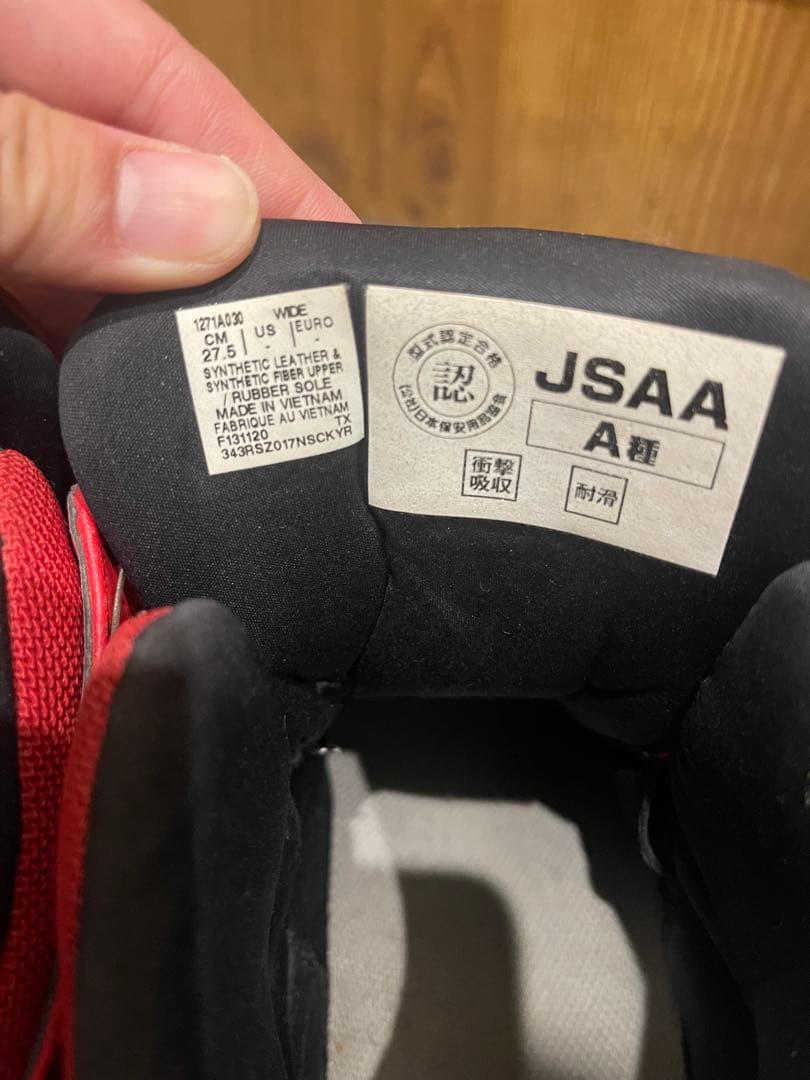 1271A030 WIDE
CM | US | EURO
27.5 - -
SYNTHETIC LEATHER &
SYNTHETIC FIBER UPPER
/ RUBBER SOLE
MADE IN VIETNAM
FABRIQUE AU VIETNAM
F131120 TX
343RSZ017NSCKYR
型式認定合格
認
(公社)日本保安用品協会
JSAA
A種
衝撃
吸収
耐滑